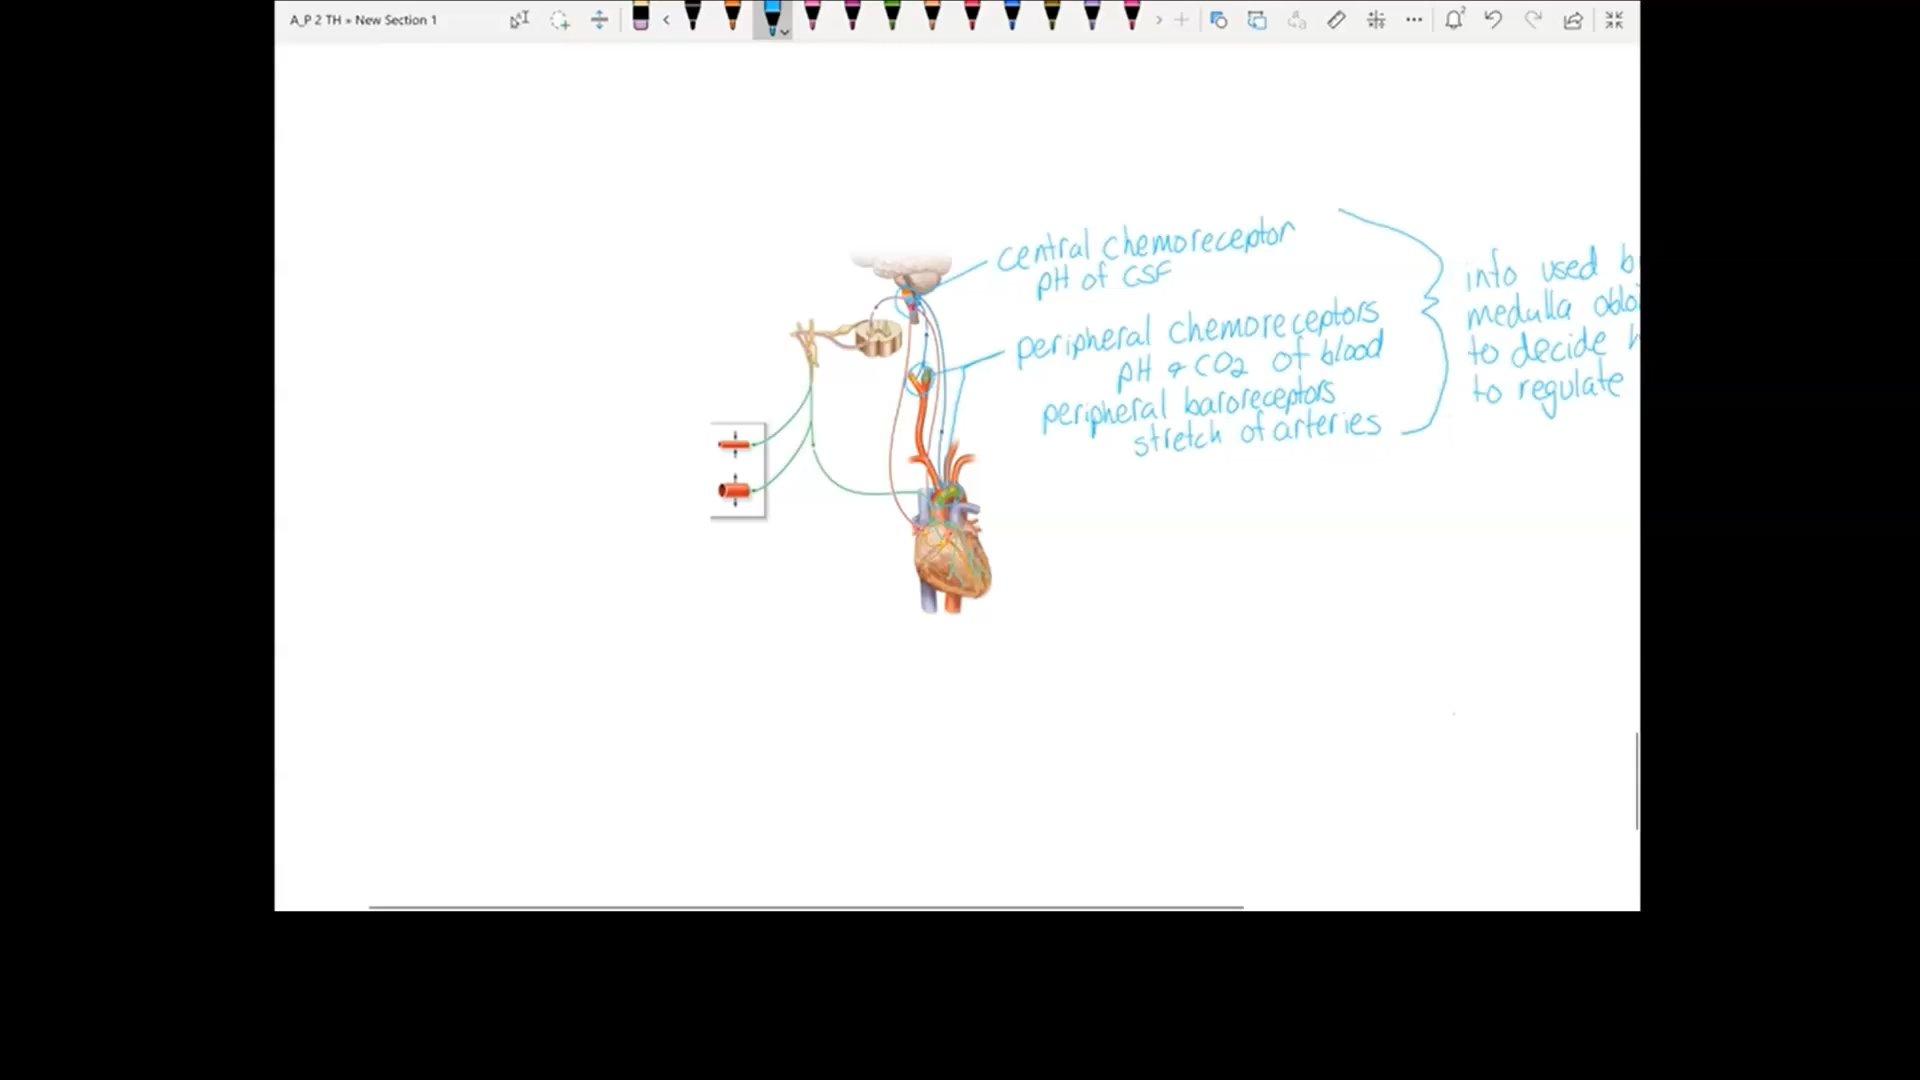 A_P 2 TH » New Section 1
central chemoreceptor
pH of CSF
peripheral chemoreceptors
pH & CO2 of blood
peripheral baroreceptors
stretch of arteries
info used b
medulla oblo
to decide h
to regulate